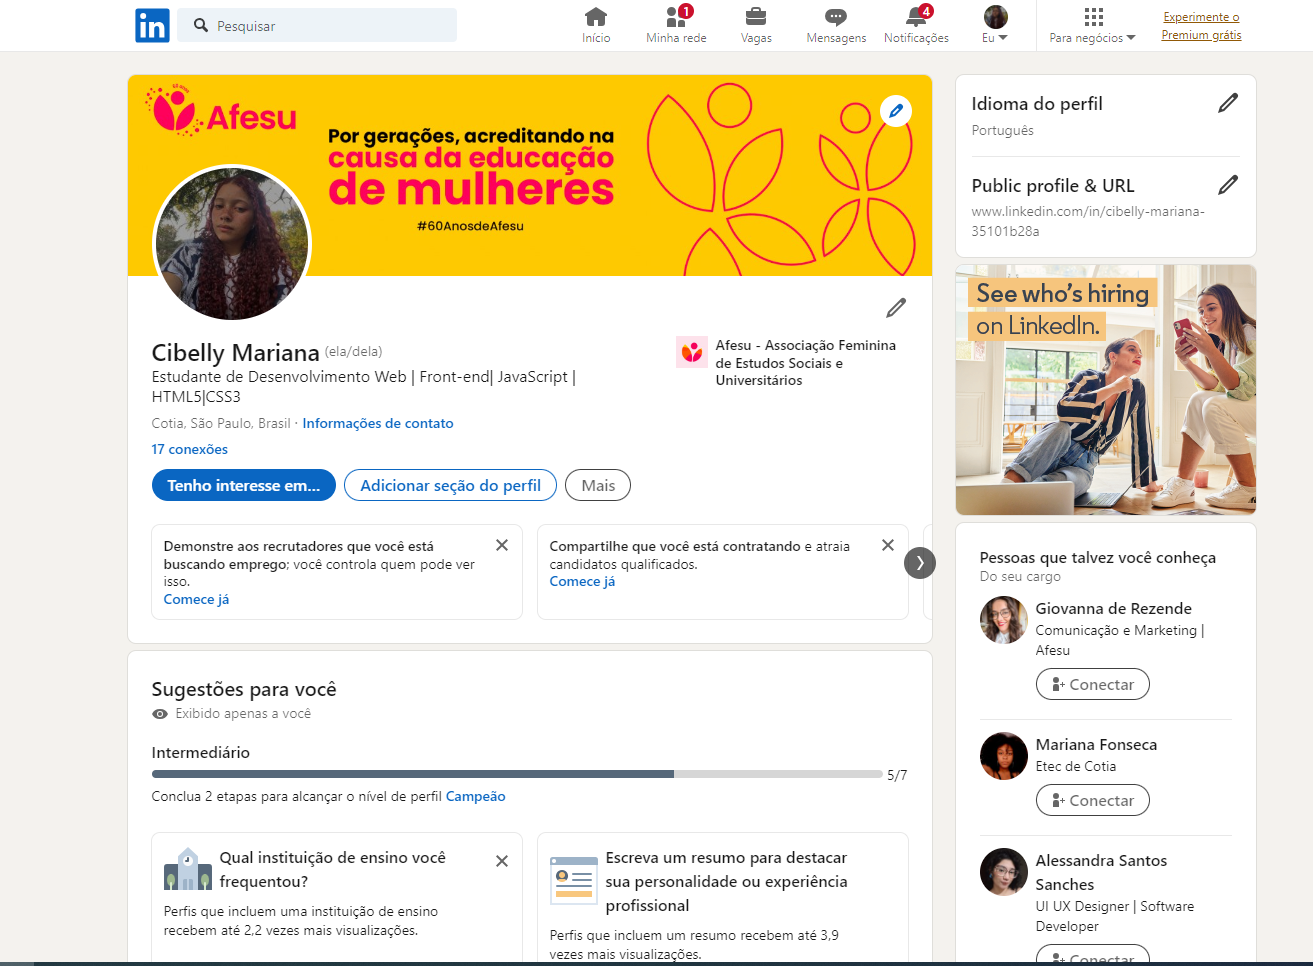 in
Pesquisar
Início
1
Minha rede
Vagas
Mensagens
4
Notificações
Eu
Para negócios
Experimente o
Premium grátis
Afesu
Por gerações, acreditando na
causa da educação
de mulheres
#60AnosdeAfesu
Cibelly Mariana (ela/dela)
Estudante de Desenvolvimento Web | Front-end| JavaScript |
HTML5|CSS3
Cotia, São Paulo, Brasil · Informações de contato
17 conexões
Afesu - Associação Feminina
de Estudos Sociais e
Universitários
Tenho interesse em...
Adicionar seção do perfil
Mais
Demonstre aos recrutadores que você está
buscando emprego; você controla quem pode ver
isso.
Comece já
Compartilhe que você está contratando e atraia
candidatos qualificados.
Comece já
Sugestões para você
Exibido apenas a você
Intermediário
5/7
Conclua 2 etapas para alcançar o nível de perfil Campeão
Qual instituição de ensino você
frequentou?
Perfis que incluem uma instituição de ensino
recebem até 2,2 vezes mais visualizações.
Escreva um resumo para destacar
sua personalidade ou experiência
profissional
Perfis que incluem um resumo recebem até 3,9
vezes mais visualizações.
Idioma do perfil
Português
Public profile & URL
www.linkedin.com/in/cibelly-mariana-
35101b28a
See who's hiring
on LinkedIn.
Pessoas que talvez você conheça
Do seu cargo
Giovanna de Rezende
Comunicação e Marketing |
Afesu
Conectar
Mariana Fonseca
Etec de Cotia
Conectar
Alessandra Santos
Sanches
UI UX Designer | Software
Developer
Conectar